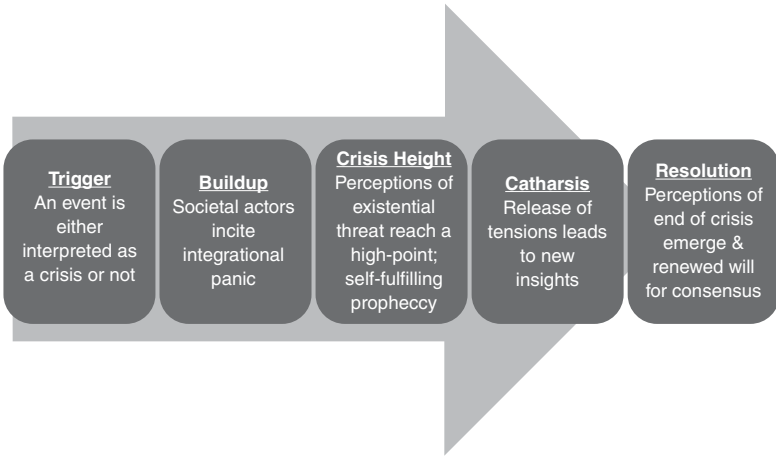 Trigger
An event is
either
interpreted as
a crisis or not
Buildup
Societal actors
incite
integrational
panic
Crisis Height
Perceptions of
existential
threat reach a
high-point;
self-fulfilling
propheccy
Catharsis
Release of
tensions leads
to new
insights
Resolution
Perceptions of
end of crisis
emerge &
renewed will
for consensus